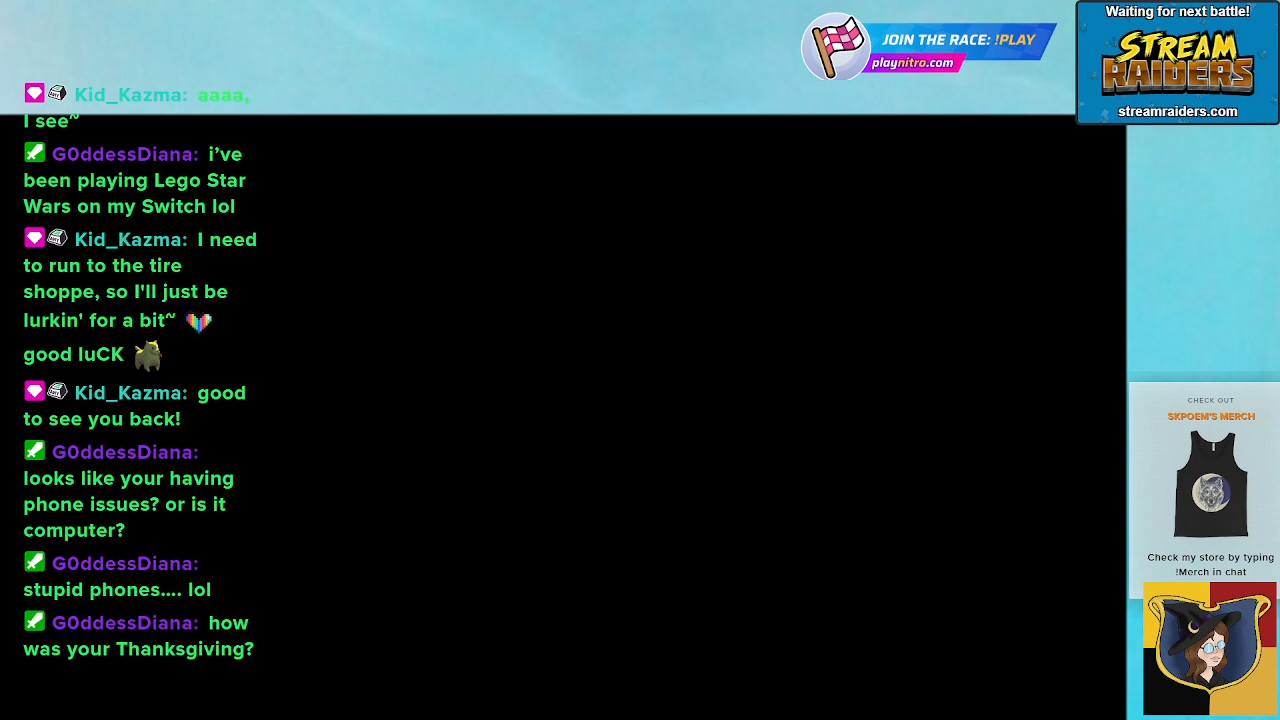 Waiting for next battle!
JOIN THE RACE: !PLAY
playnitro.com
STREAM
RAIDERS
streamraiders.com
Kid_Kazma: aaaa,
I see~
G0ddessDiana: i’ve
been playing Lego Star
Wars on my Switch lol
Kid_Kazma: I need
to run to the tire
shoppe, so I'll just be
lurkin' for a bit~
good luCK
Kid_Kazma: good
to see you back!
G0ddessDiana:
looks like your having
phone issues? or is it
computer?
G0ddessDiana:
stupid phones.... lol
G0ddessDiana: how
was your Thanksgiving?
CHECK OUT
SKPOEM'S MERCH
Check my store by typing
!Merch in chat